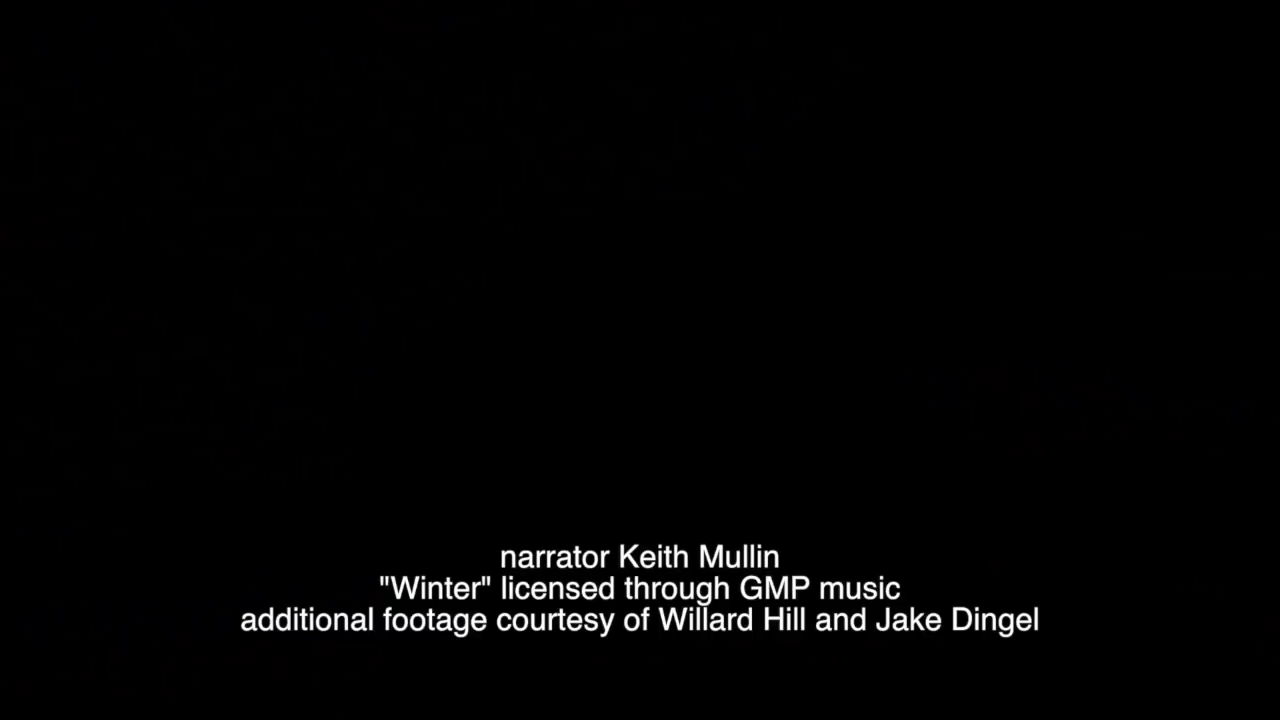 narrator Keith Mullin
"Winter" licensed through GMP music
additional footage courtesy of Willard Hill and Jake Dingel